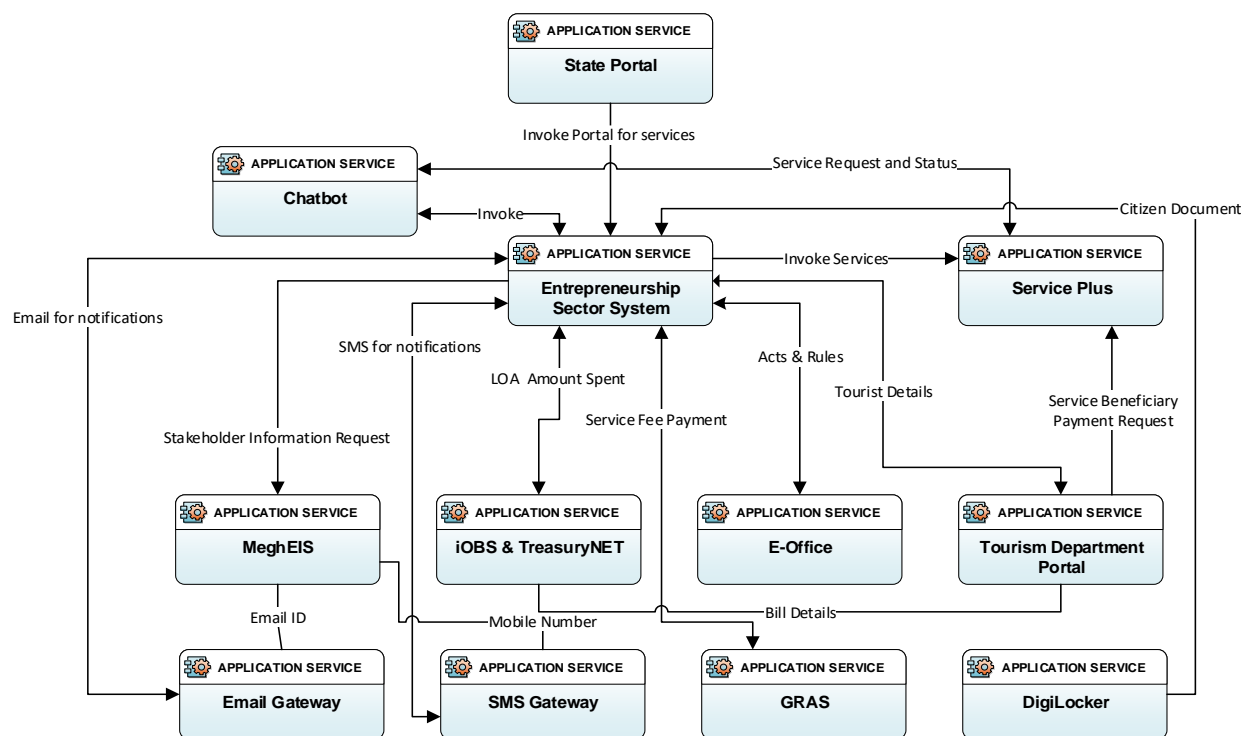 APPLICATION SERVICE
State Portal
Invoke Portal for services
APPLICATION SERVICE
Chatbot
Service Request and Status
Invoke
Citizen Document
APPLICATION SERVICE
Entrepreneurship
Sector System
Invoke Services
APPLICATION SERVICE
Service Plus
Email for notifications
SMS for notifications
LOA  Amount Spent
Acts & Rules
Tourist Details
Service Fee Payment
Service Beneficiary
Payment Request
Stakeholder Information Request
APPLICATION SERVICE
MeghEIS
APPLICATION SERVICE
iOBS & TreasuryNET
APPLICATION SERVICE
E-Office
APPLICATION SERVICE
Tourism Department
Portal
Email ID
Mobile Number
Bill Details
APPLICATION SERVICE
Email Gateway
APPLICATION SERVICE
SMS Gateway
APPLICATION SERVICE
GRAS
APPLICATION SERVICE
DigiLocker